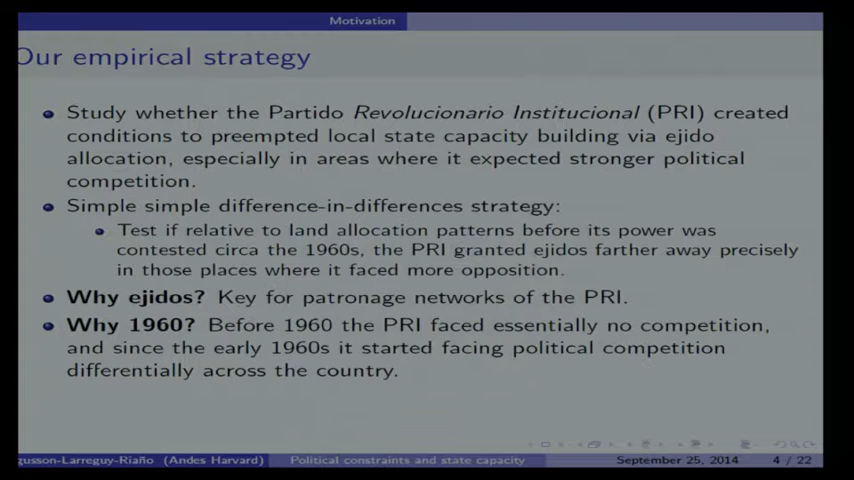 Motivation
Our empirical strategy
Study whether the Partido Revolucionario Institucional (PRI) created
conditions to preempted local state capacity building via ejido
allocation, especially in areas where it expected stronger political
competition.
Simple simple difference-in-differences strategy:
Test if relative to land allocation patterns before its power was
contested circa the 1960s, the PRI granted ejidos farther away precisely
in those places where it faced more opposition.
Why ejidos? Key for patronage networks of the PRI.
Why 1960? Before 1960 the PRI faced essentially no competition,
and since the early 1960s it started facing political competition
differentially across the country.
gusson-Larreguy-Riaño (Andes Harvard) Political constraints and state capacity September 25, 2014 4 / 22